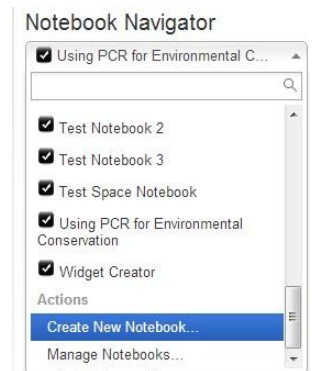 Notebook Navigator
Using PCR for Environmental C...
Test Notebook 2
Test Notebook 3
Test Space Notebook
Using PCR for Environmental
Conservation
Widget Creator
Actions
Create New Notebook...
Manage Notebooks...